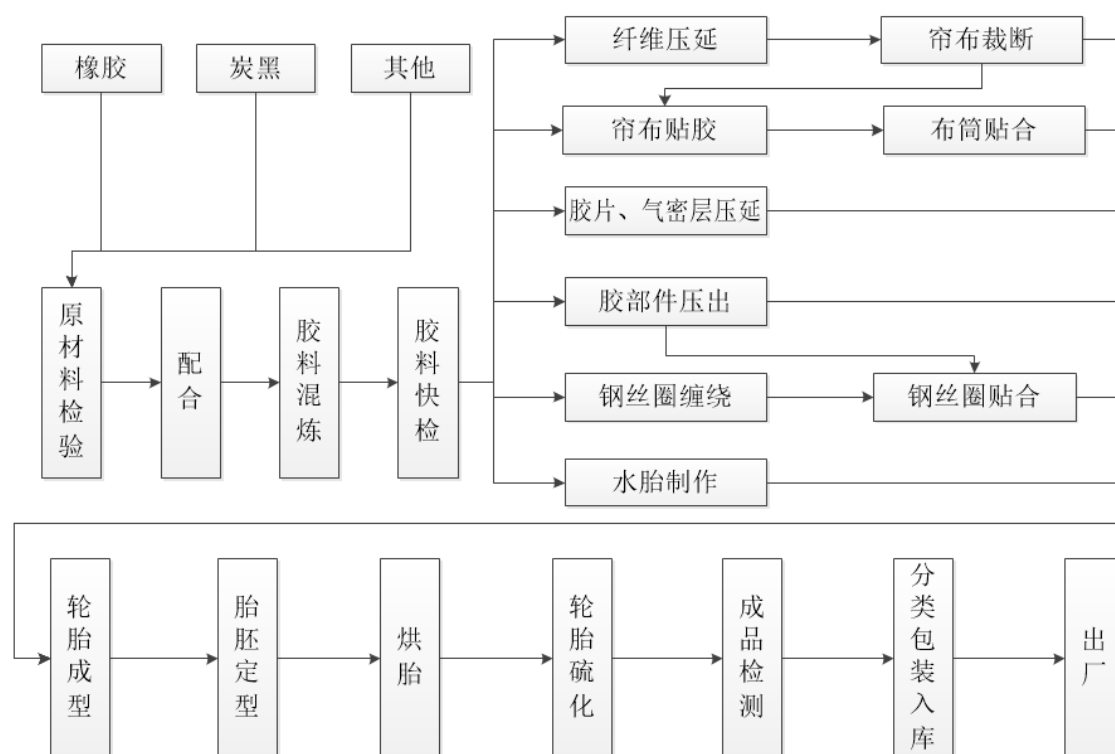 橡胶
炭黑
其他
纤维压延
帘布裁断
帘布贴胶
布筒贴合
胶片、气密层压延
胶部件压出
钢丝圈缠绕
钢丝圈贴合
水胎制作
原材料检验
配合
胶料混炼
胶料快检
轮胎成型
胎胚定型
烘胎
轮胎硫化
成品检测
分类包装入库
出厂